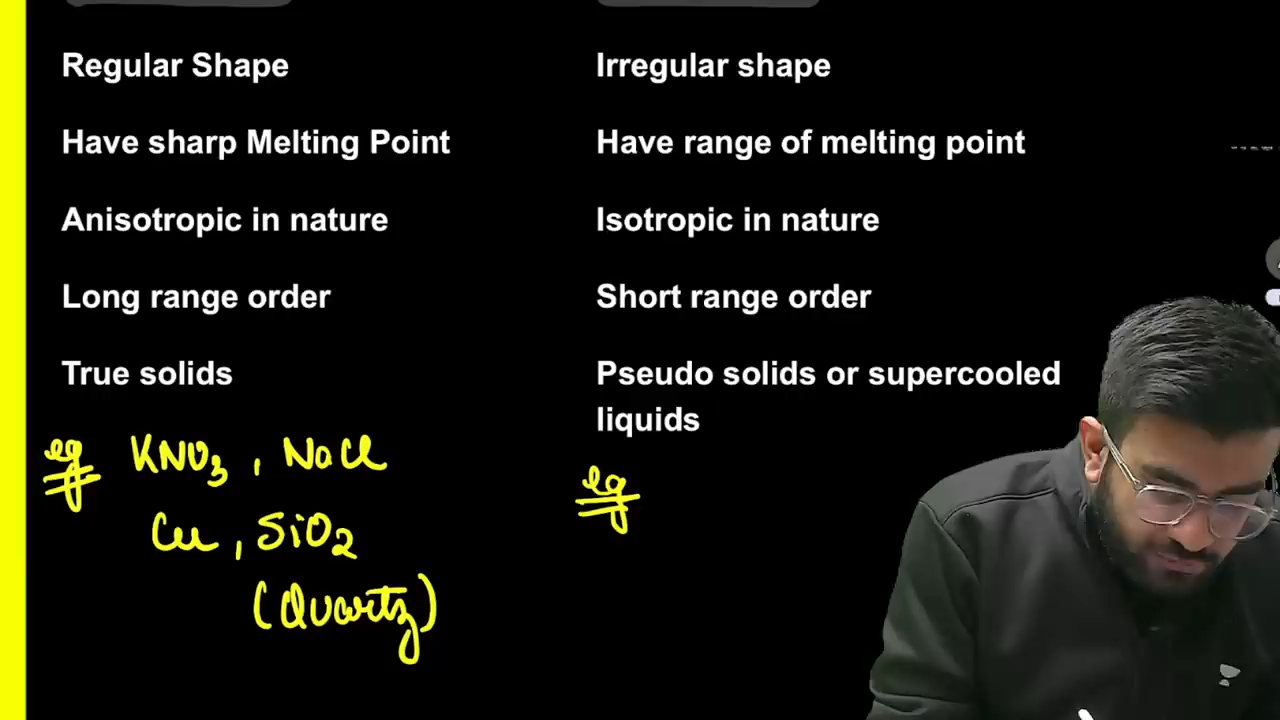 Regular Shape
Irregular shape
Have sharp Melting Point
Have range of melting point
Anisotropic in nature
Isotropic in nature
Long range order
Short range order
True solids
Pseudo solids or supercooled
liquids
eg KNO3, NaCl
Cu, SiO2
(Quartz)
eg